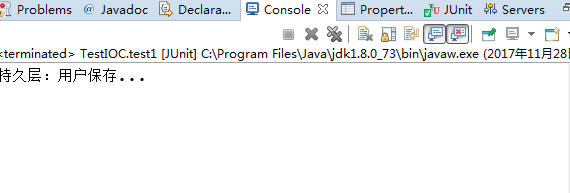 Problems @ Javadoc Declara... Console Propert... JUnit Servers
<terminated> TestIOC.test1 [JUnit] C:\Program Files\Java\jdk1.8.0_73\bin\javaw.exe (2017年11月28日
持久层：用户保存...